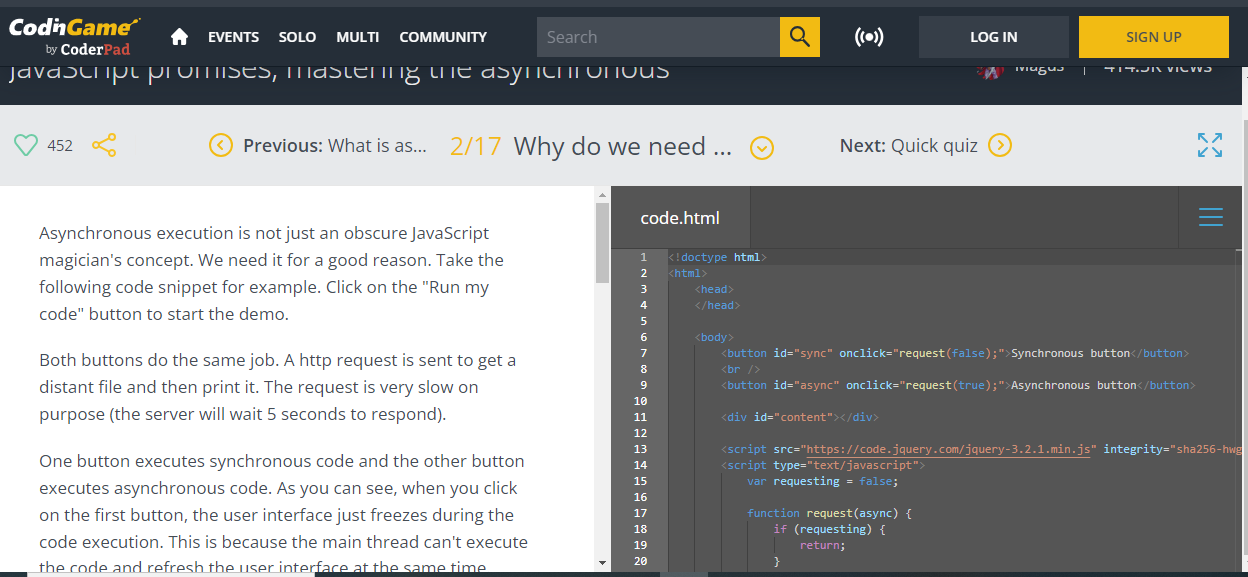 CodinGame
by CoderPad
EVENTS SOLO MULTI COMMUNITY
Search
LOG IN
SIGN UP
JavaScript promises, mastering the asynchronous
Magus | 414.5K views
452
Previous: What is as...
2/17 Why do we need ...
Next: Quick quiz
Asynchronous execution is not just an obscure JavaScript
magician's concept. We need it for a good reason. Take the
following code snippet for example. Click on the "Run my
code" button to start the demo.
Both buttons do the same job. A http request is sent to get a
distant file and then print it. The request is very slow on
purpose (the server will wait 5 seconds to respond).
One button executes synchronous code and the other button
executes asynchronous code. As you can see, when you click
on the first button, the user interface just freezes during the
code execution. This is because the main thread can't execute
the code and refresh the user interface at the same time.
code.html
1 <!doctype html>
2 <html>
3 <head>
4 </head>
5
6 <body>
7 <button id="sync" onclick="request(false);">Synchronous button</button>
8 <br />
9 <button id="async" onclick="request(true);">Asynchronous button</button>
10
11 <div id="content"></div>
12
13 <script src="https://code.jquery.com/jquery-3.2.1.min.js" integrity="sha256-hwg
14 <script type="text/javascript">
15 var requesting = false;
16
17 function request(async) {
18 if (requesting) {
19 return;
20 }